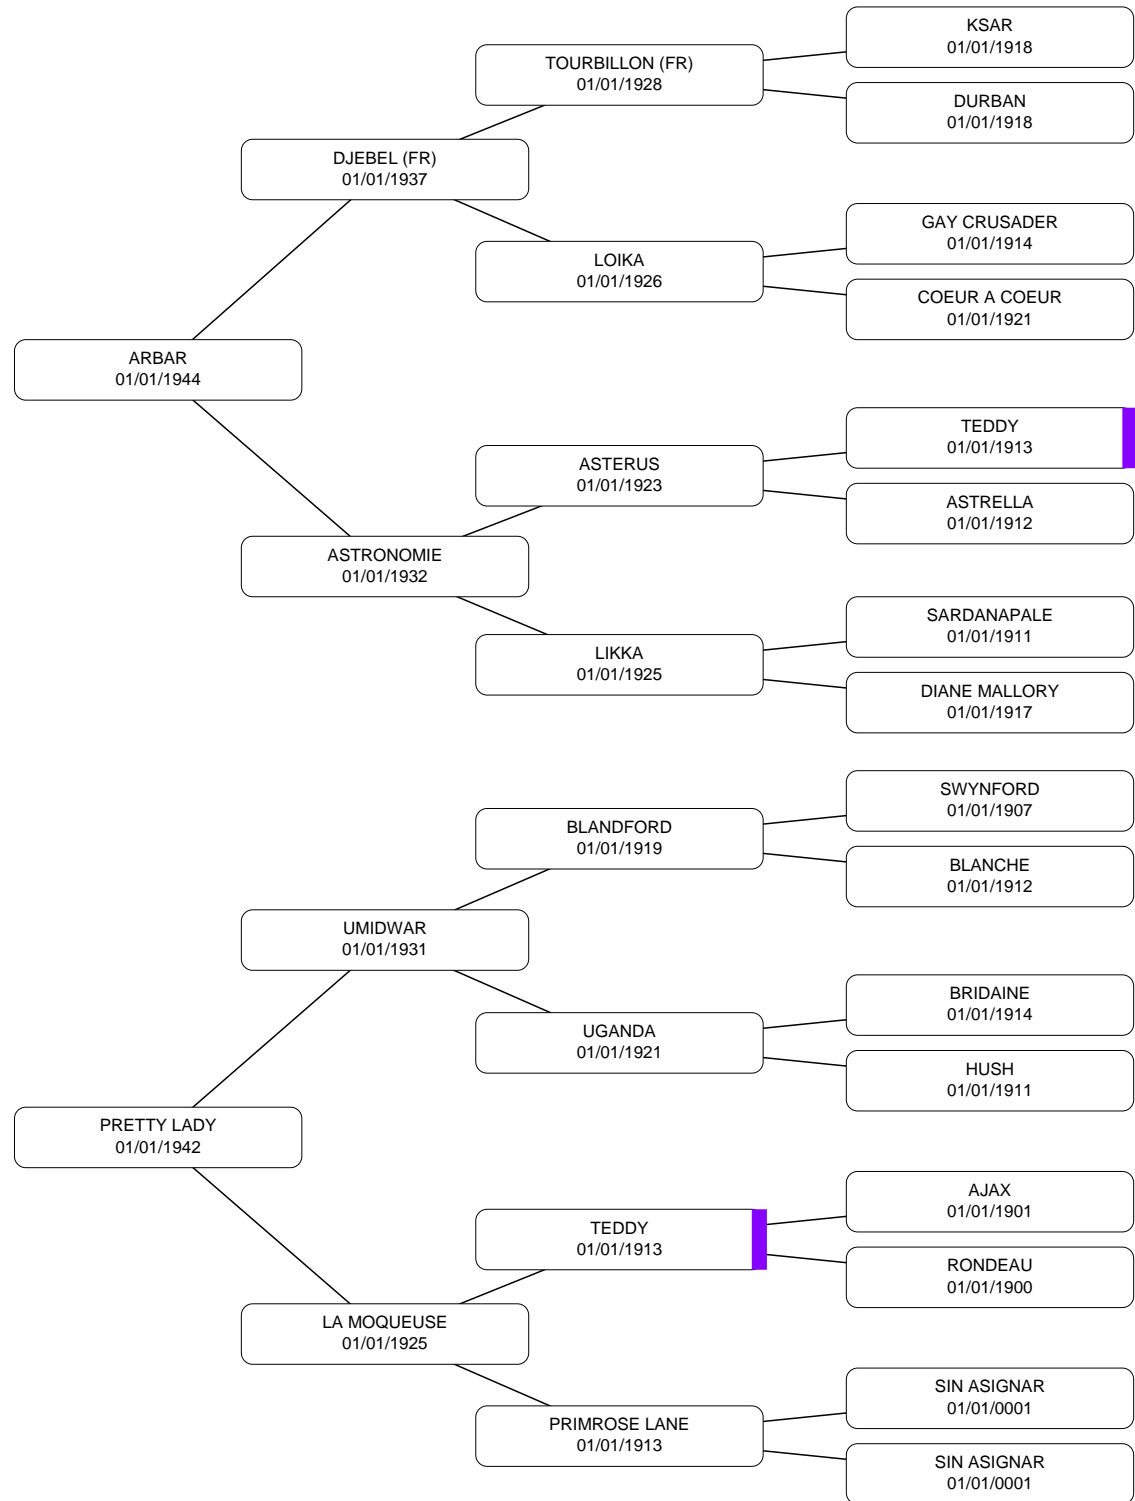 KSAR
01/01/1918
TOURBILLON (FR)
01/01/1928
DURBAN
01/01/1918
DJEBEL (FR)
01/01/1937
GAY CRUSADER
01/01/1914
LOIKA
01/01/1926
COEUR A COEUR
01/01/1921
ARBAR
01/01/1944
TEDDY
01/01/1913
ASTERUS
01/01/1923
ASTRELLA
01/01/1912
ASTRONOMIE
01/01/1932
SARDANAPALE
01/01/1911
LIKKA
01/01/1925
DIANE MALLORY
01/01/1917
SWYNFORD
01/01/1907
BLANDFORD
01/01/1919
BLANCHE
01/01/1912
UMIDWAR
01/01/1931
BRIDAINE
01/01/1914
UGANDA
01/01/1921
HUSH
01/01/1911
PRETTY LADY
01/01/1942
AJAX
01/01/1901
TEDDY
01/01/1913
RONDEAU
01/01/1900
LA MOQUEUSE
01/01/1925
SIN ASIGNAR
01/01/0001
PRIMROSE LANE
01/01/1913
SIN ASIGNAR
01/01/0001